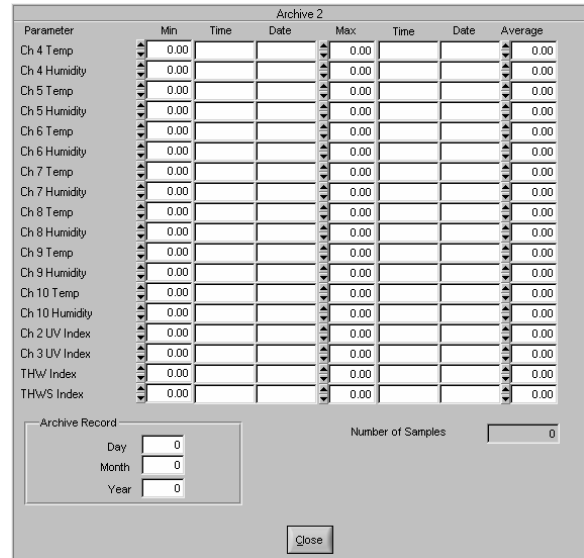 Archive 2
Parameter Min Time Date Max Time Date Average
Ch 4 Temp 0.00 0.00 0.00
Ch 4 Humidity 0.00 0.00 0.00
Ch 5 Temp 0.00 0.00 0.00
Ch 5 Humidity 0.00 0.00 0.00
Ch 6 Temp 0.00 0.00 0.00
Ch 6 Humidity 0.00 0.00 0.00
Ch 7 Temp 0.00 0.00 0.00
Ch 7 Humidity 0.00 0.00 0.00
Ch 8 Temp 0.00 0.00 0.00
Ch 8 Humidity 0.00 0.00 0.00
Ch 9 Temp 0.00 0.00 0.00
Ch 9 Humidity 0.00 0.00 0.00
Ch 10 Temp 0.00 0.00 0.00
Ch 10 Humidity 0.00 0.00 0.00
Ch 2 UV Index 0.00 0.00 0.00
Ch 3 UV Index 0.00 0.00 0.00
THW Index 0.00 0.00 0.00
THWS Index 0.00 0.00 0.00
Archive Record
Number of Samples 0
Day 0
Month 0
Year 0
Close